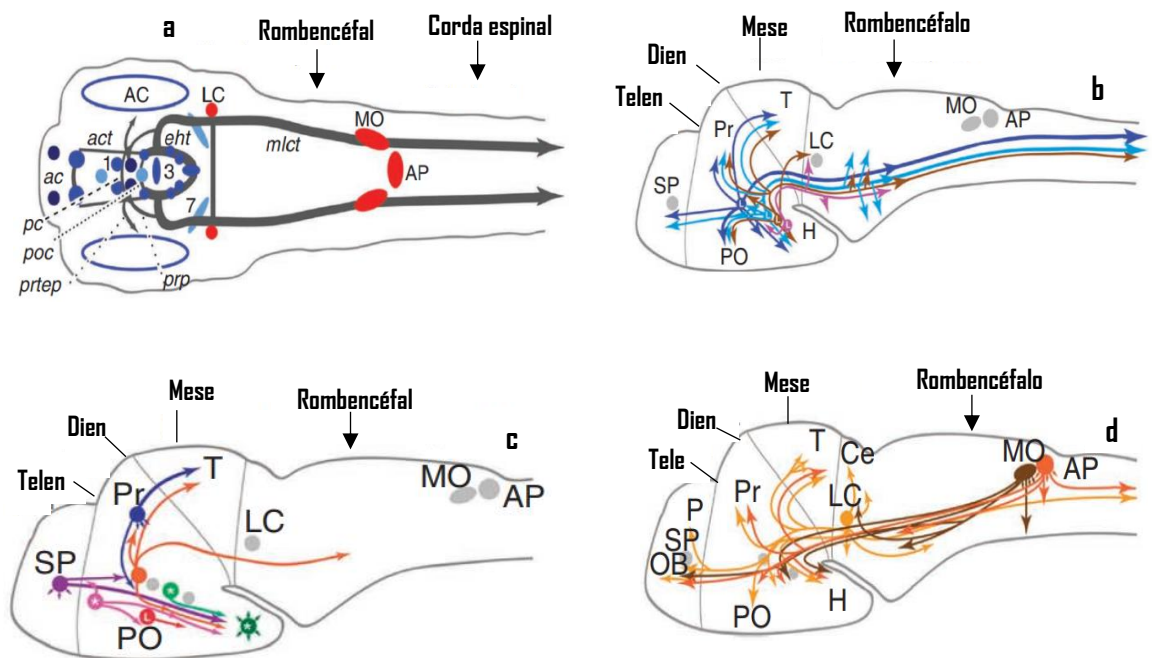 a
Rombencéfal
Corda espinal
AC
LC
MO
act
eht
mlct
ac
1
3
AP
7
pc
poc
prtep
prp
b
Mese
Rombencéfalo
Dien
Telen
T
Pr
LC
MO
AP
SP
H
PO
c
Mese
Rombencéfal
Dien
Telen
T
Pr
MO
AP
LC
SP
L
PO
d
Mese
Rombencéfalo
Dien
Tele
T
Ce
MO
AP
Pr
LC
P
SP
OB
PO
H